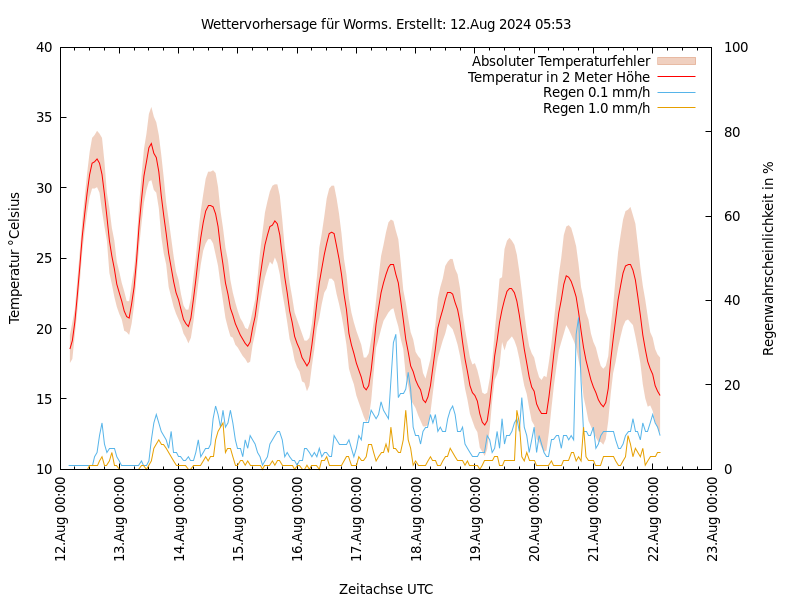 Wettervorhersage für Worms. Erstellt: 12.Aug 2024 05:53
Absoluter Temperaturfehler
Temperatur in 2 Meter Höhe
Regen 0.1 mm/h
Regen 1.0 mm/h
Temperatur °Celsius
40
35
30
25
20
15
10
100
80
60
40
20
0
Regenwahrscheinlichkeit in %
12.Aug 00:00
13.Aug 00:00
14.Aug 00:00
15.Aug 00:00
16.Aug 00:00
17.Aug 00:00
18.Aug 00:00
19.Aug 00:00
20.Aug 00:00
21.Aug 00:00
22.Aug 00:00
23.Aug 00:00
Zeitachse UTC